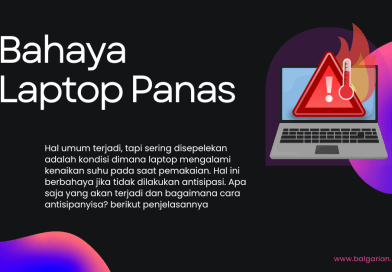 Bahaya
Laptop Panas
Hal umum terjadi, tapi sering disepelekan
adalah kondisi dimana laptop mengalami
kenaikan suhu pada saat pemakaian. Hal ini
berbahaya jika tidak dilakukan antisipasi. Apa
saja yang akan terjadi dan bagaimana cara
antisipanyisa? berikut penjelasannya
www.balgarian.